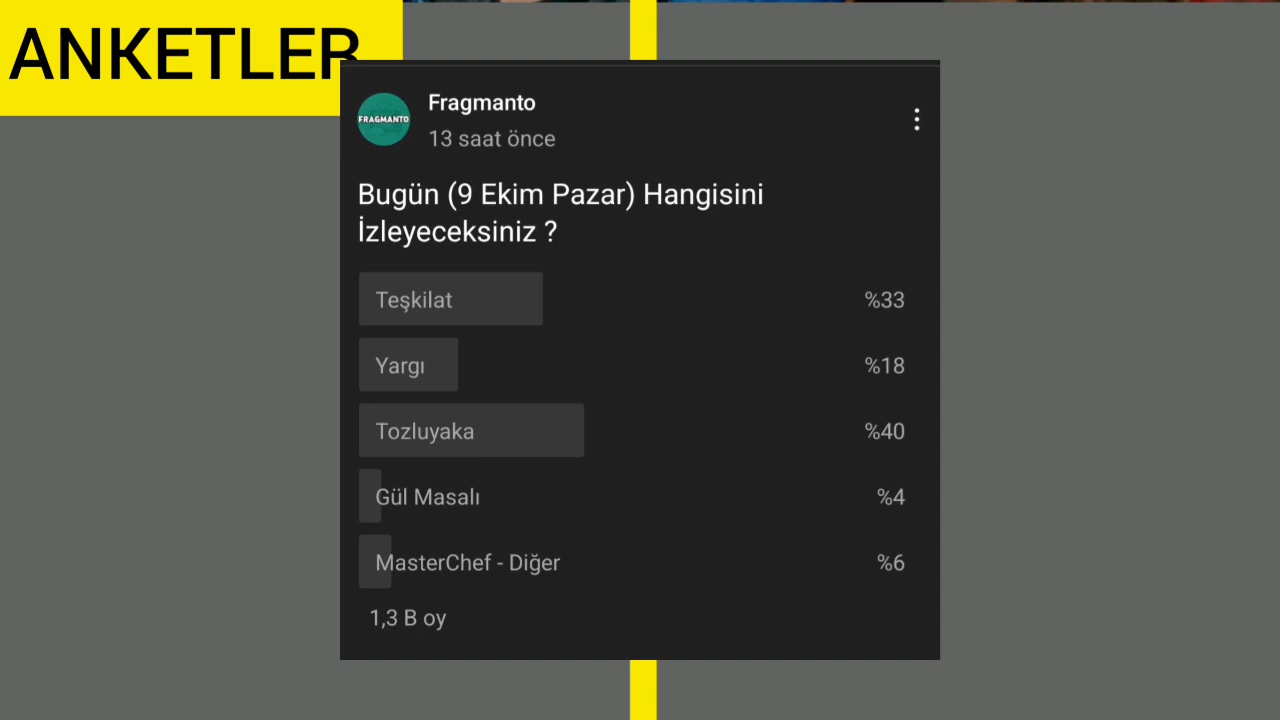 ANKETLER
FRAGMANTO
Fragmanto
13 saat önce
Bugün (9 Ekim Pazar) Hangisini
İzleyeceksiniz ?
Teşkilat %33
Yargı %18
Tozluyaka %40
Gül Masalı %4
MasterChef - Diğer %6
1,3 B oy